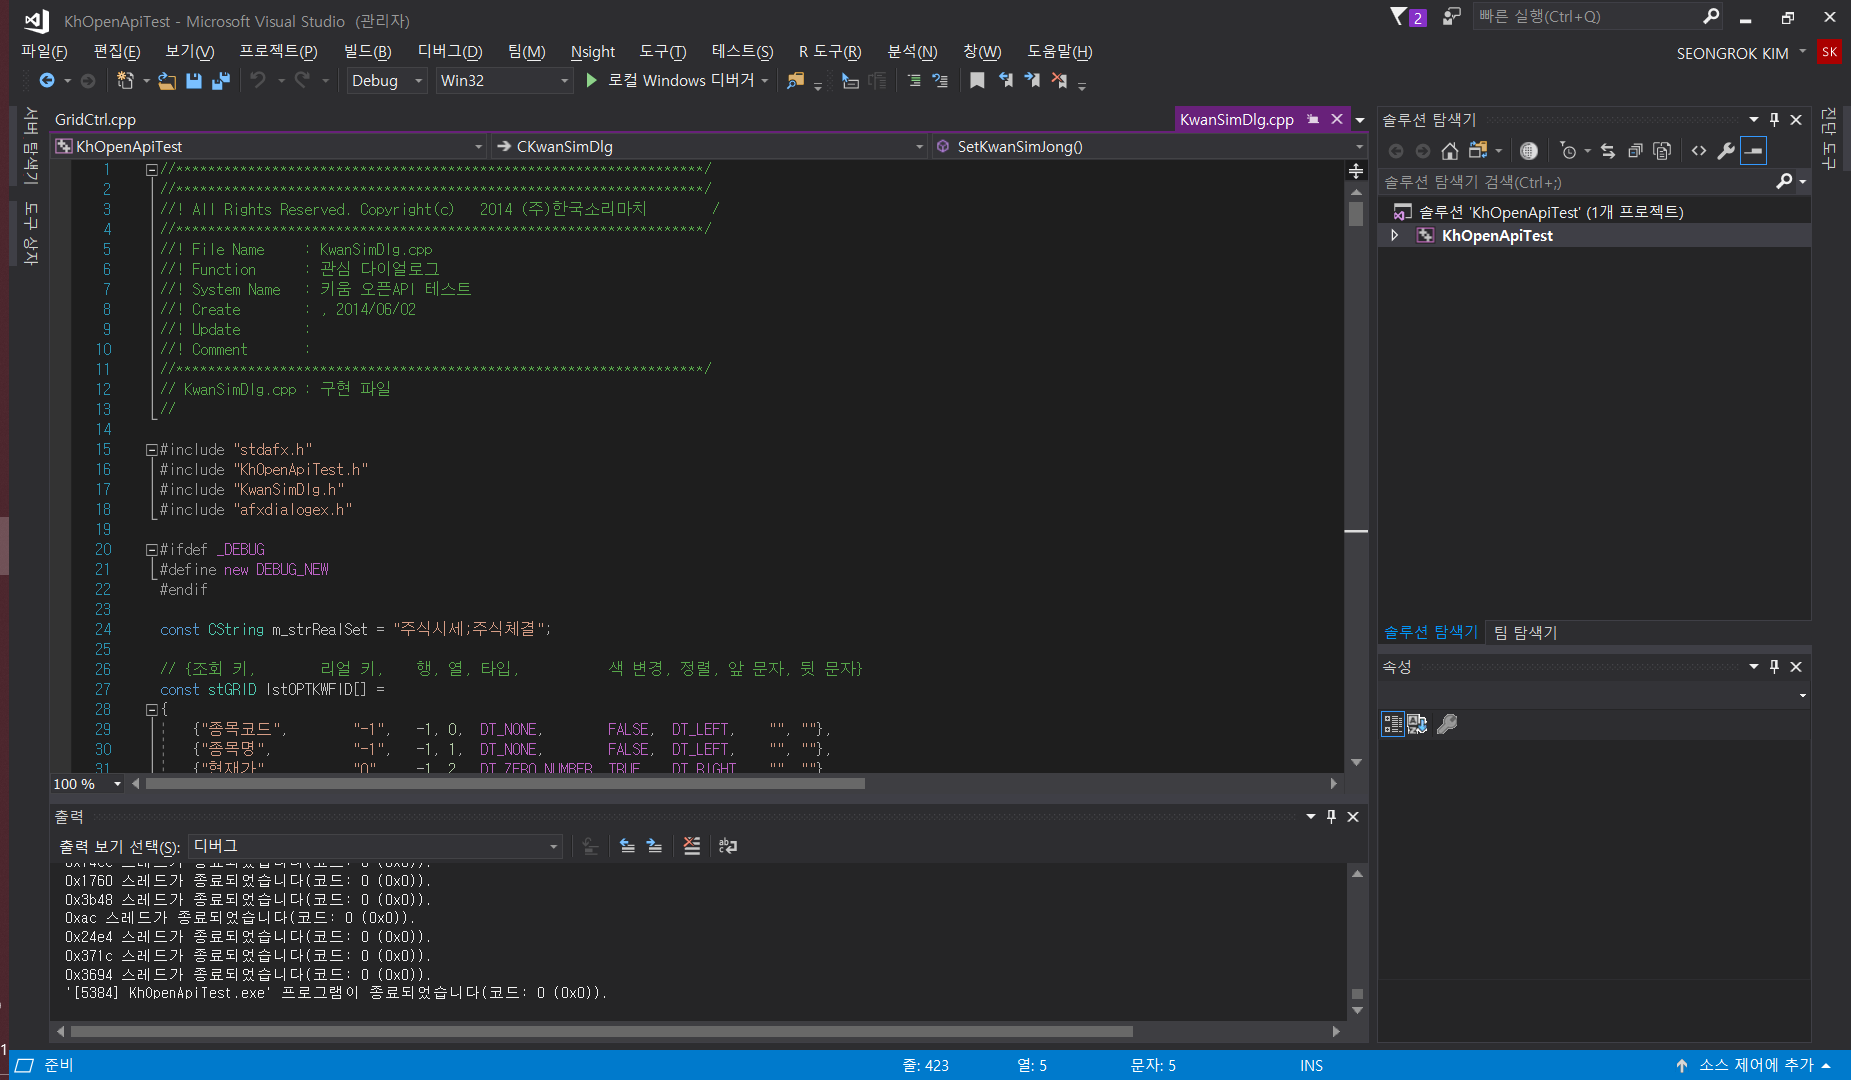 KhOpenApiTest - Microsoft Visual Studio (관리자)
2
빠른 실행(Ctrl+Q)
파일(F) 편집(E) 보기(V) 프로젝트(P) 빌드(B) 디버그(D) 팀(M) Nsight 도구(T) 테스트(S) R 도구(R) 분석(N) 창(W) 도움말(H)
SEONGROK KIM
SK
Debug Win32 로컬 Windows 디버거
서버 탐색기
도구 상자
GridCtrl.cpp
KwanSimDlg.cpp
KhOpenApiTest
CKwanSimDlg
SetKwanSimJong()
1 //******************************************************************/
2 //******************************************************************/
3 //! All Rights Reserved. Copyright(c) 2014 (주)한국소리마치 /
4 //******************************************************************/
5 //! File Name : KwanSimDlg.cpp
6 //! Function : 관심 다이얼로그
7 //! System Name : 키움 오픈API 테스트
8 //! Create : , 2014/06/02
9 //! Update :
10 //! Comment :
11 //******************************************************************/
12 // KwanSimDlg.cpp : 구현 파일
13 //
14
15 #include "stdafx.h"
16 #include "KhOpenApiTest.h"
17 #include "KwanSimDlg.h"
18 #include "afxdialogex.h"
19
20 #ifdef _DEBUG
21 #define new DEBUG_NEW
22 #endif
23
24 const CString m_strRealSet = "주식시세;주식체결";
25
26 // {조회 키, 리얼 키, 행, 열, 타입, 색 변경, 정렬, 앞 문자, 뒷 문자}
27 const stGRID lstOPTKWFID[] =
28 {
29 {"종목코드", "-1", -1, 0, DT_NONE, FALSE, DT_LEFT, "", ""},
30 {"종목명", "-1", -1, 1, DT_NONE, FALSE, DT_LEFT, "", ""},
31 {"현재가" "0" -1 2 DT_ZERO_NUMBER TRUE DT_RIGHT "" ""}
100 %
출력
출력 보기 선택(S): 디버그
0x14cc 스레드가 종료되었습니다(코드: 0 (0x0)).
0x1760 스레드가 종료되었습니다(코드: 0 (0x0)).
0x3b48 스레드가 종료되었습니다(코드: 0 (0x0)).
0xac 스레드가 종료되었습니다(코드: 0 (0x0)).
0x24e4 스레드가 종료되었습니다(코드: 0 (0x0)).
0x371c 스레드가 종료되었습니다(코드: 0 (0x0)).
0x3694 스레드가 종료되었습니다(코드: 0 (0x0)).
'[5384] KhOpenApiTest.exe' 프로그램이 종료되었습니다(코드: 0 (0x0)).
솔루션 탐색기
솔루션 탐색기 검색(Ctrl+;)
솔루션 'KhOpenApiTest' (1개 프로젝트)
KhOpenApiTest
솔루션 탐색기 팀 탐색기
속성
진단 도구
준비 줄: 423 열: 5 문자: 5 INS 소스 제어에 추가